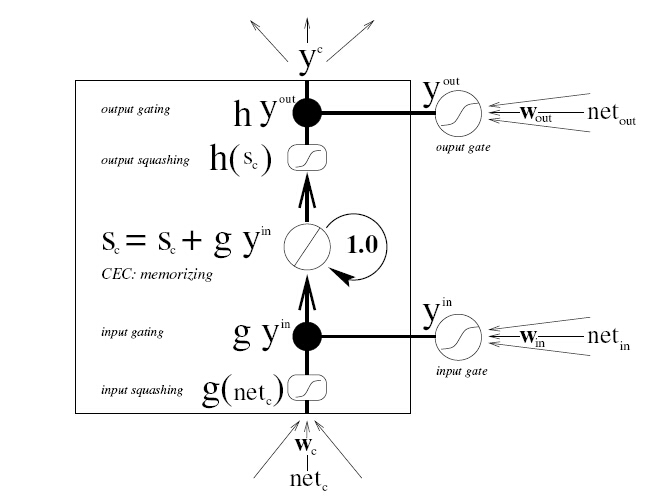 y^c
output gating h y^out y^out
w_out net_out
ouput gate
output squashing h(s_c)
s_c = s_c + g y^in 1.0
CEC: memorizing
input gating g y^in y^in
w_in net_in
input gate
input squashing g(net_c)
w_c
net_c